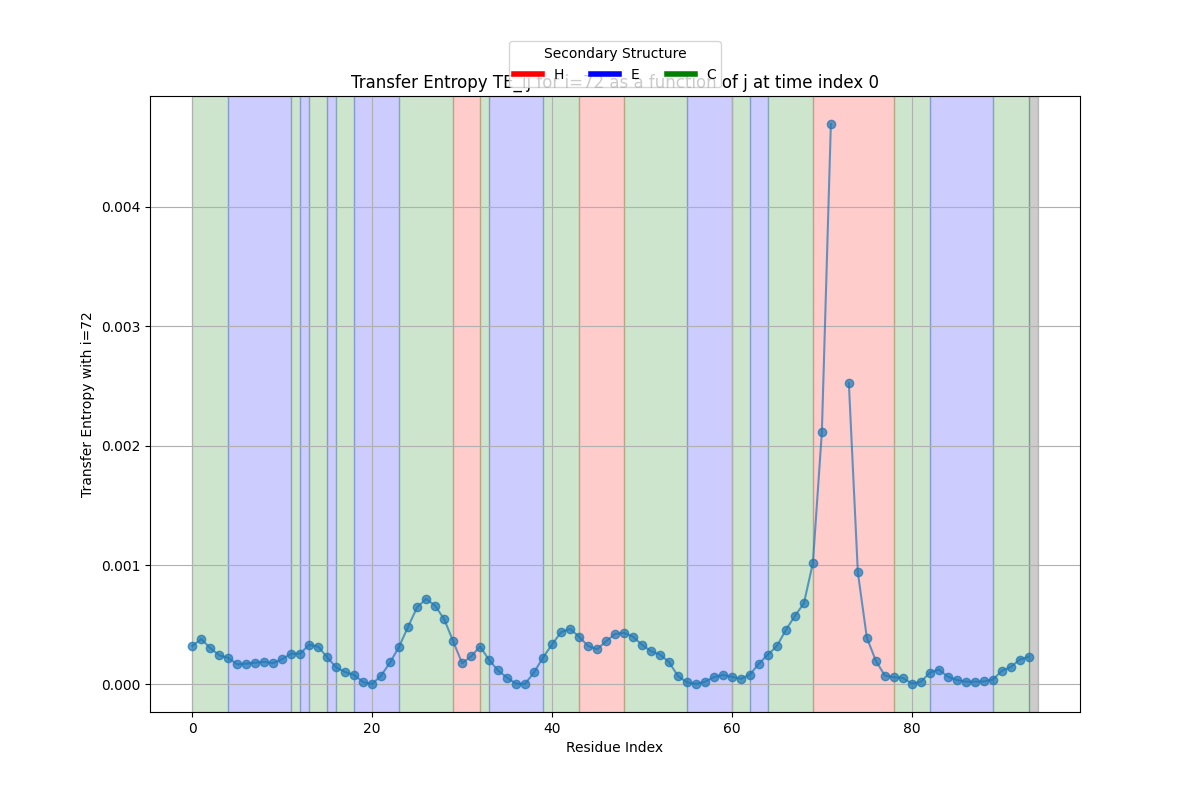 Secondary Structure
H E C
Transfer Entropy TE_ij for i=72 as a function of j at time index 0
Transfer Entropy with i=72
0.004
0.003
0.002
0.001
0.000
0 20 40 60 80
Residue Index